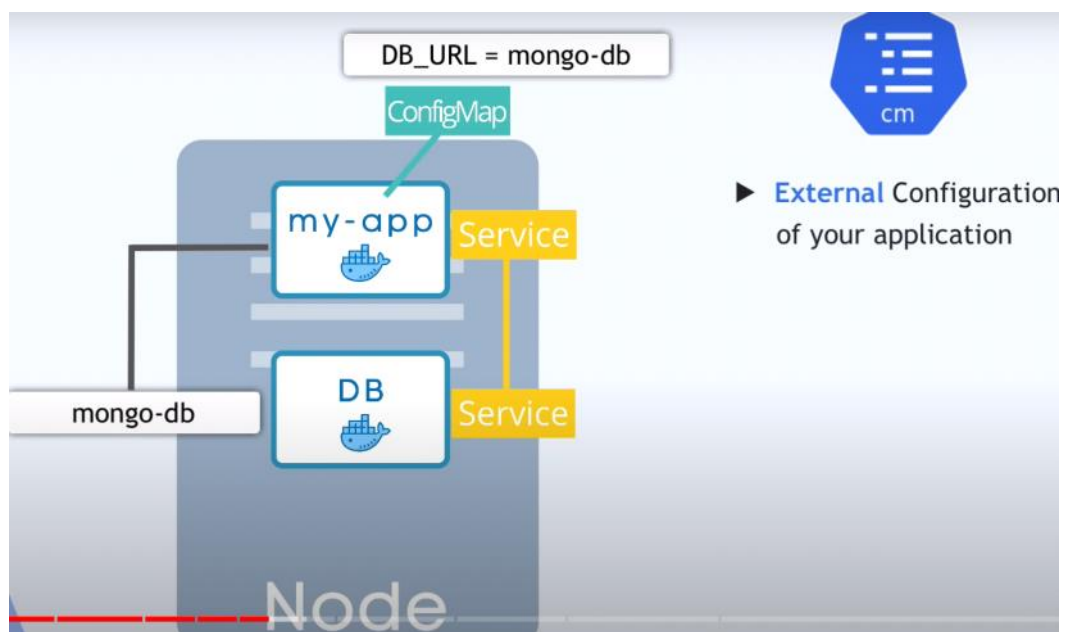 DB_URL = mongo-db
ConfigMap
cm
my-app
Service
External Configuration
of your application
mongo-db
DB
Service
Node